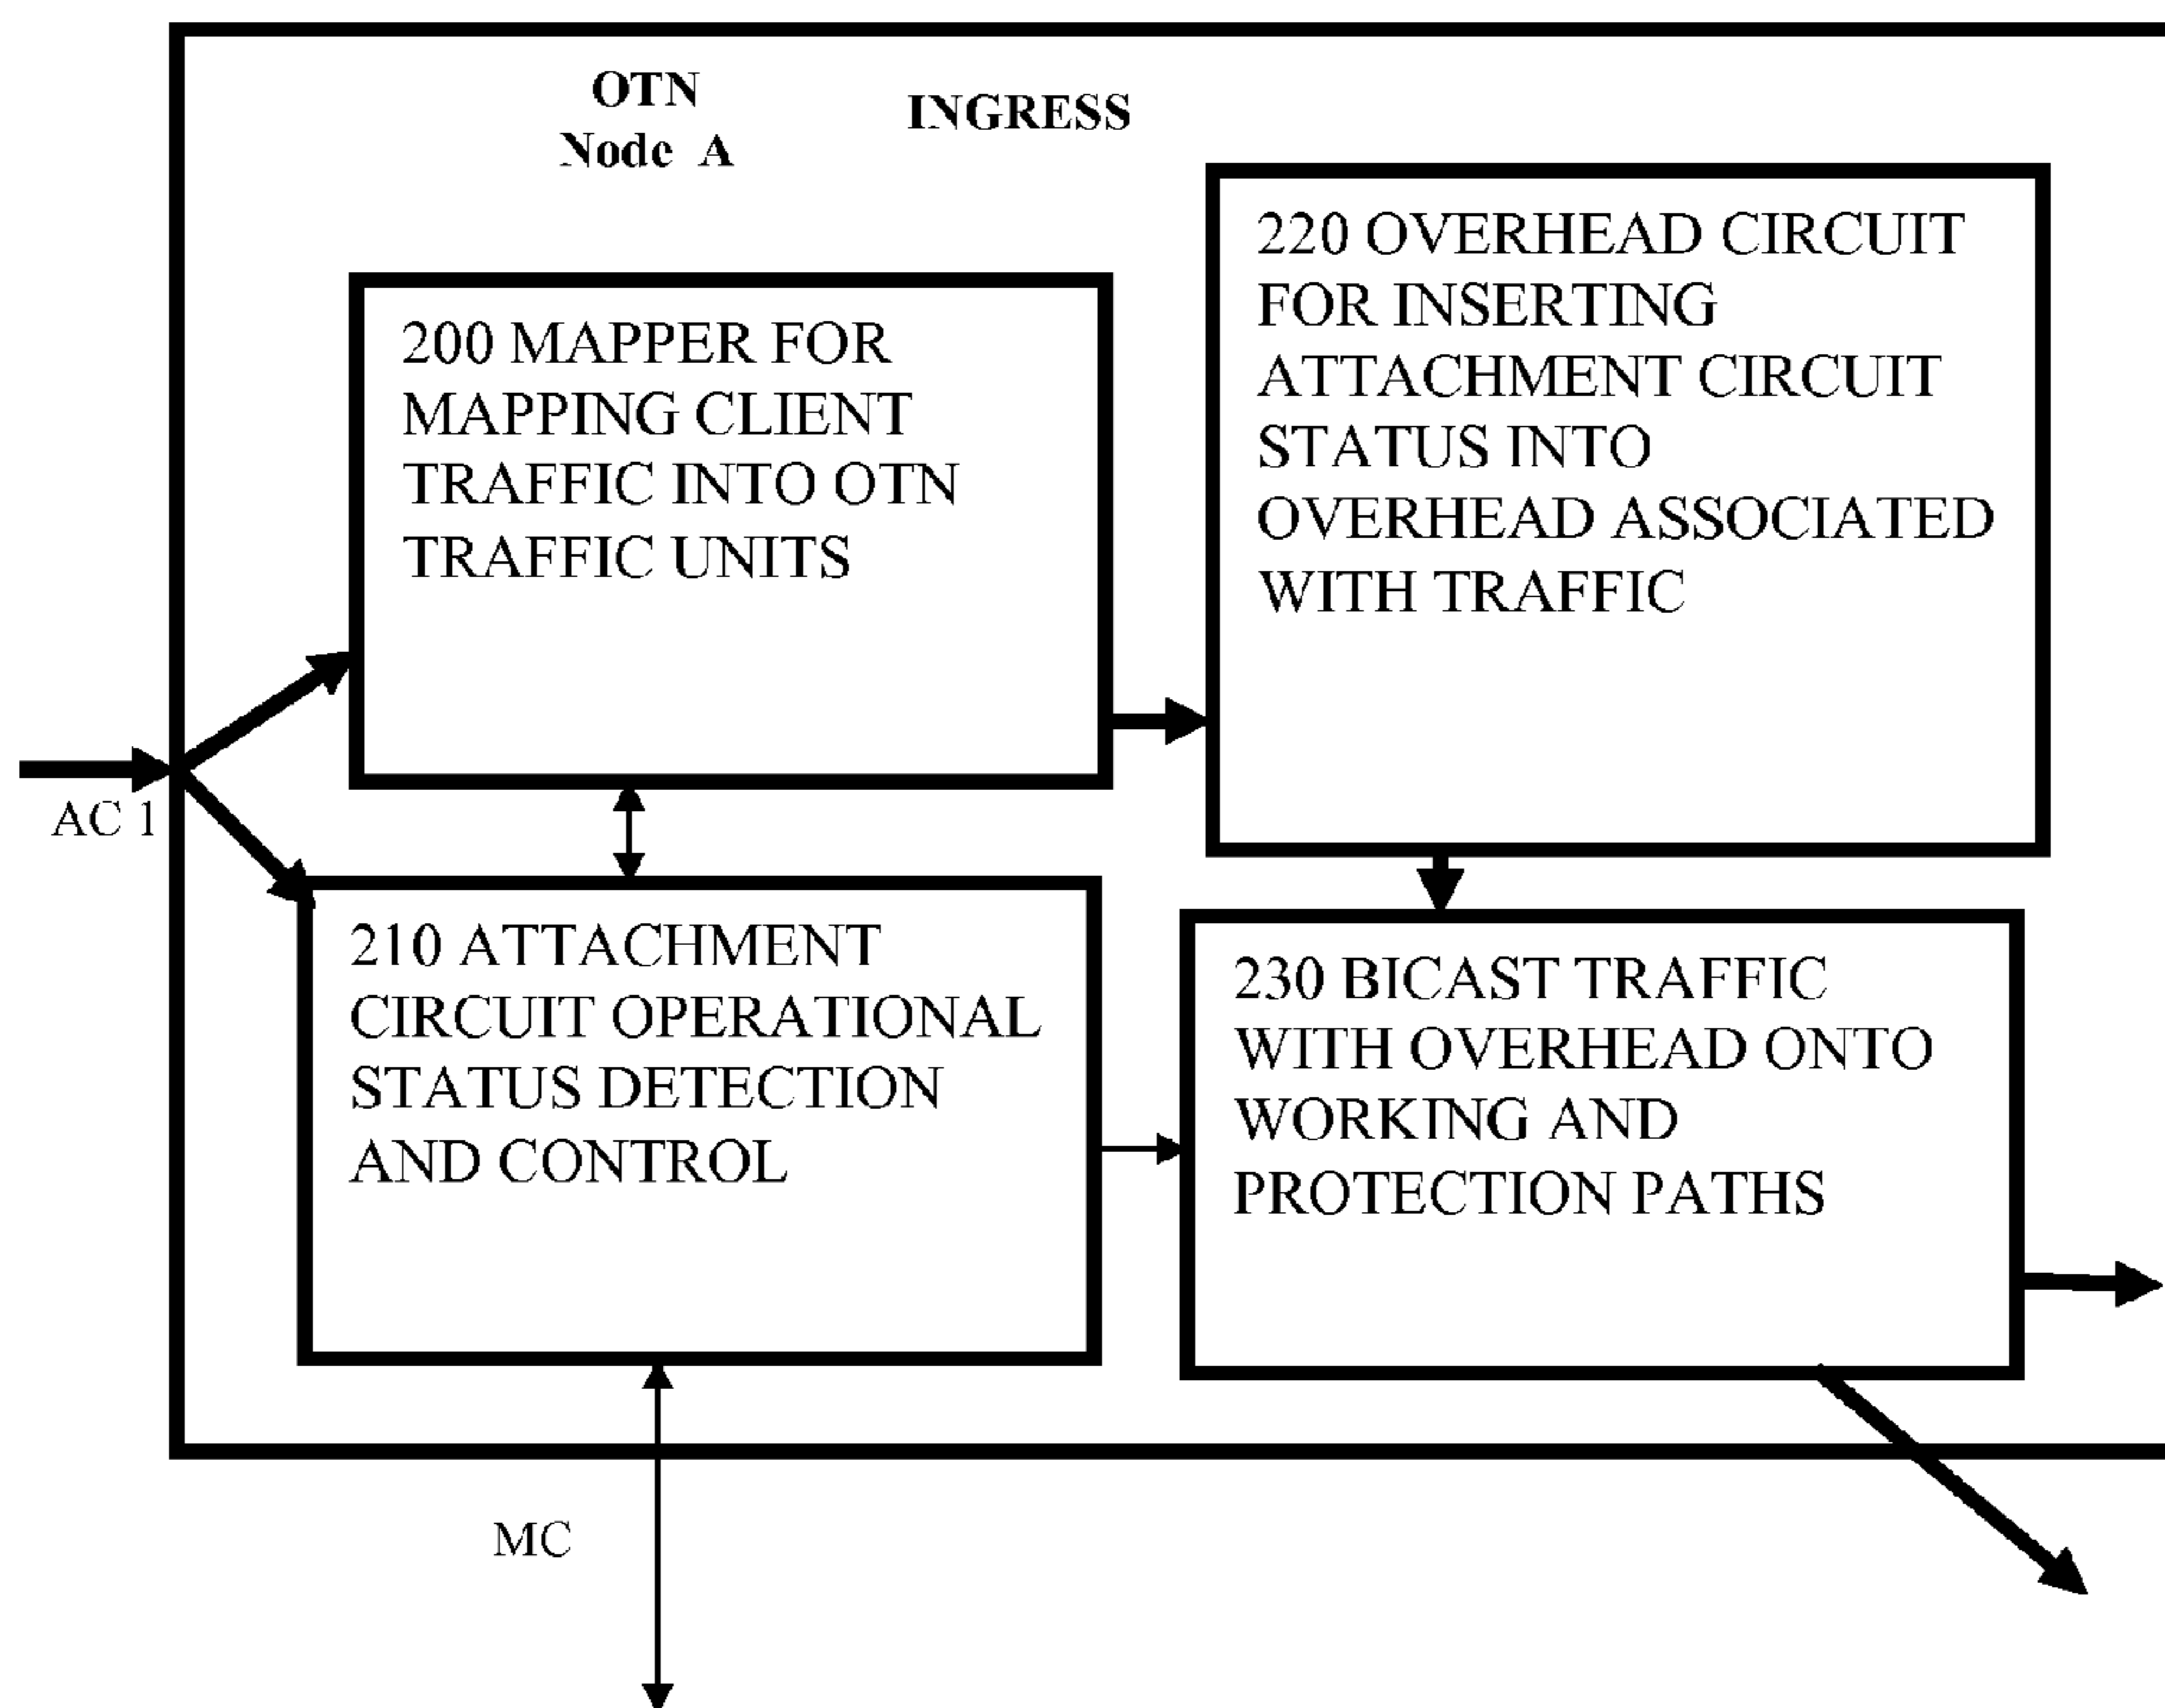 OTN
Node A
INGRESS
200 MAPPER FOR
MAPPING CLIENT
TRAFFIC INTO OTN
TRAFFIC UNITS
220 OVERHEAD CIRCUIT
FOR INSERTING
ATTACHMENT CIRCUIT
STATUS INTO
OVERHEAD ASSOCIATED
WITH TRAFFIC
AC 1
210 ATTACHMENT
CIRCUIT OPERATIONAL
STATUS DETECTION
AND CONTROL
230 BICAST TRAFFIC
WITH OVERHEAD ONTO
WORKING AND
PROTECTION PATHS
MC